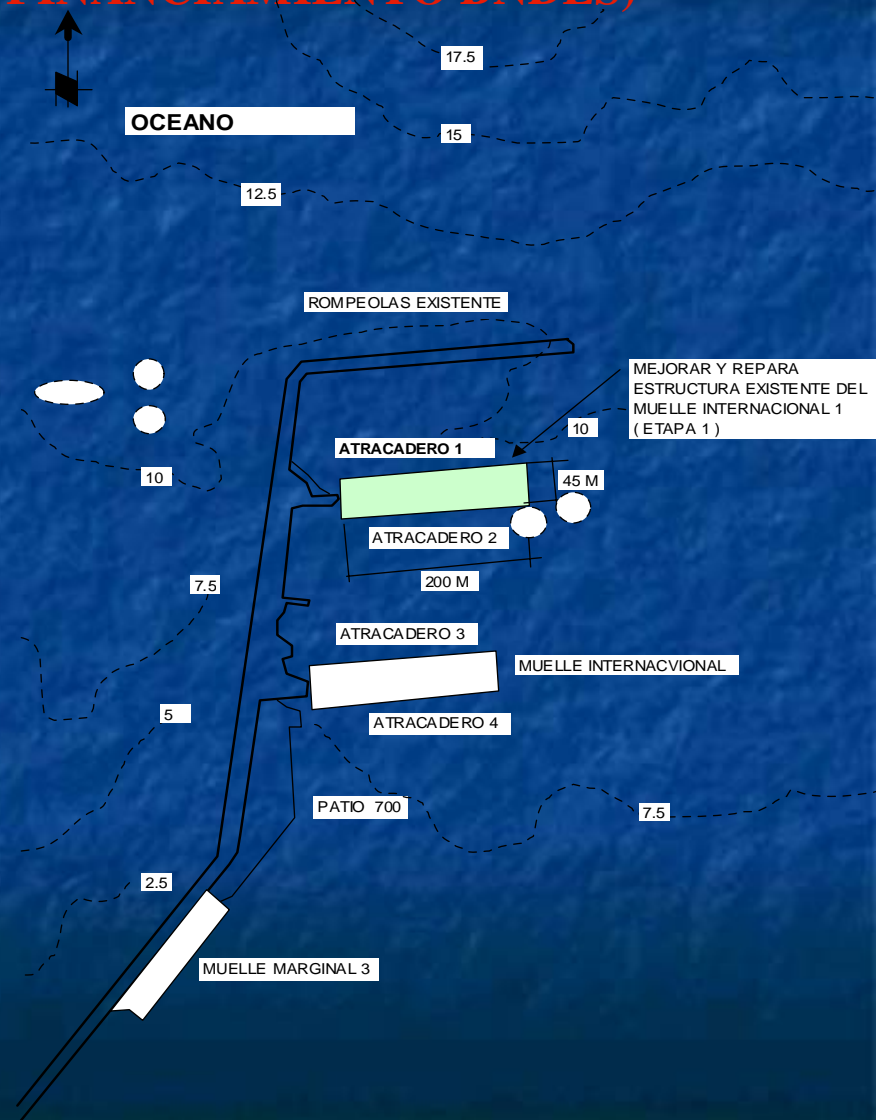 FINANCIAMIENTO BNDES)
17.5
OCEANO
15
12.5
ROMPEOLAS EXISTENTE
MEJORAR Y REPARA
ESTRUCTURA EXISTENTE DEL
MUELLE INTERNACIONAL 1
( ETAPA 1 )
10
ATRACADERO 1
10
45 M
ATRACADERO 2
200 M
7.5
ATRACADERO 3
MUELLE INTERNACVIONAL
5
ATRACADERO 4
PATIO 700
7.5
2.5
MUELLE MARGINAL 3